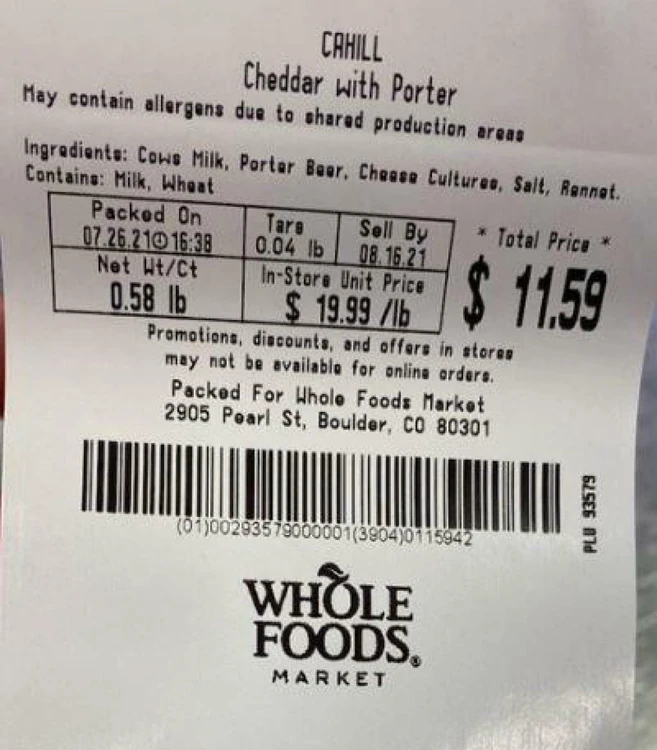 CAHILL
Cheddar with Porter
May contain allergens due to shared production areas
Ingredients: Cows Milk, Porter Beer, Cheese Cultures, Salt, Rennet.
Contains: Milk, Wheat
Packed On
07.26.21 16:38
Tare
0.04 lb
Sell By
08.16.21
Net Wt/Ct
0.58 lb
In-Store Unit Price
$ 19.99 /lb
* Total Price *
$ 11.59
Promotions, discounts, and offers in stores
may not be available for online orders.
Packed For Whole Foods Market
2905 Pearl St, Boulder, CO 80301
(01)00293579000001(3904)0115942
PLU 93579
WHOLE
FOODS®
MARKET